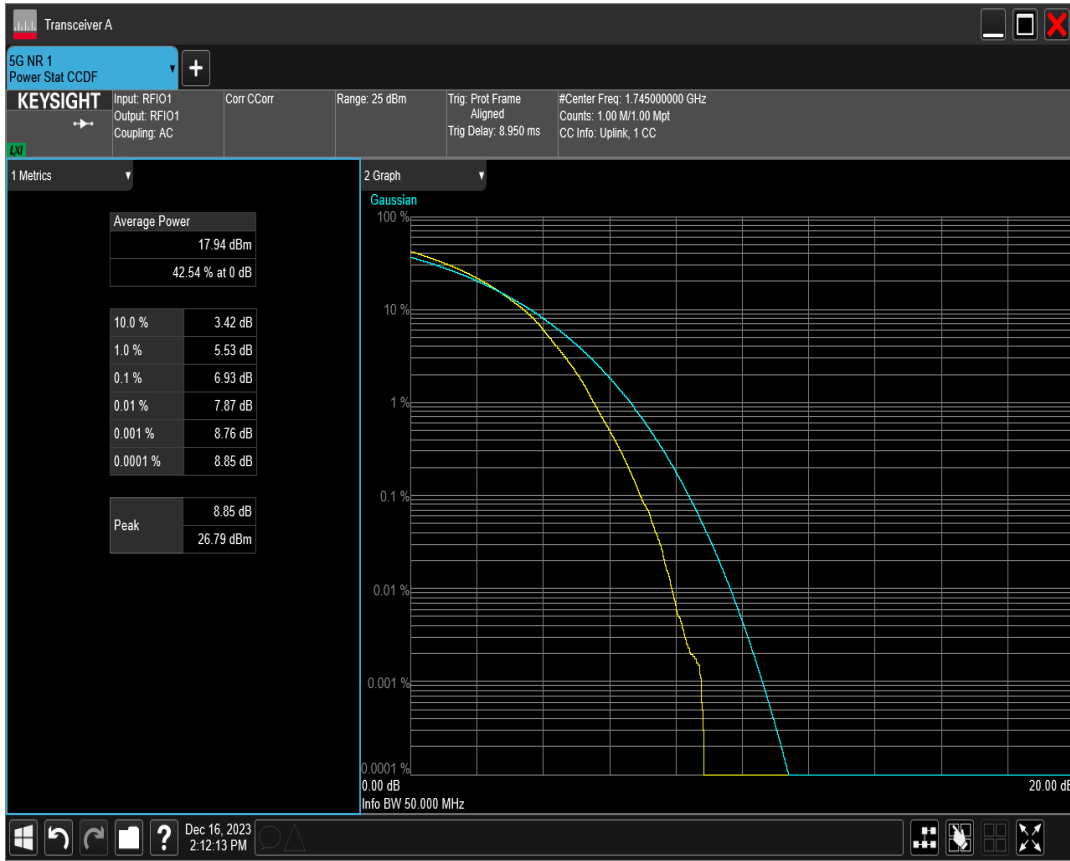 Transceiver A
5G NR 1
Power Stat CCDF
KEYSIGHT
LXI
Input: RFIO1
Output: RFIO1
Coupling: AC
Corr CCorr
Range: 25 dBm
Trig: Prot Frame
Aligned
Trig Delay: 8.950 ms
#Center Freq: 1.745000000 GHz
Counts: 1.00 M/1.00 Mpt
CC Info: Uplink, 1 CC
1 Metrics
Average Power
17.94 dBm
42.54 % at 0 dB
10.0 % 3.42 dB
1.0 % 5.53 dB
0.1 % 6.93 dB
0.01 % 7.87 dB
0.001 % 8.76 dB
0.0001 % 8.85 dB
Peak
8.85 dB
26.79 dBm
2 Graph
Gaussian
100 %
10 %
1 %
0.1 %
0.01 %
0.001 %
0.0001 %
0.00 dB 20.00 dB
Info BW 50.000 MHz
? Dec 16, 2023
2:12:13 PM